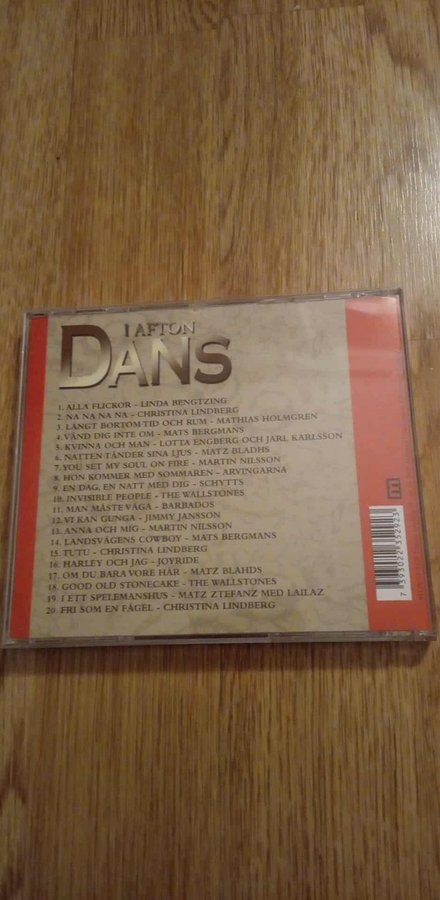 I AFTON
DANS
1. ALLA FLICKOR - LINDA BENGTZING
2. NA NA NA NA - CHRISTINA LINDBERG
3. LÅNGT BORTOM TID OCH RUM - MATHIAS HOLMGREN
4. VÄND DIG INTE OM - MATS BERGMANS
5. KVINNA OCH MAN - LOTTA ENGBERG OCH JARL KARLSSON
6. NATTEN TÄNDER SINA LJUS - MATZ BLADHS
7. YOU SET MY SOUL ON FIRE - MARTIN NILSSON
8. HON KOMMER MED SOMMAREN - ARVINGARNA
9. EN DAG, EN NATT MED DIG - SCHYTTS
10. INVISIBLE PEOPLE - THE WALLSTONES
11. MAN MÅSTE VÅGA - BARBADOS
12. VI KAN GUNGA - JIMMY JANSSON
13. ANNA OCH MIG - MARTIN NILSSON
14. LANDSVÄGENS COWBOY - MATS BERGMANS
15. TUTU - CHRISTINA LINDBERG
16. HARLEY OCH JAG - JØYRIDE
17. OM DU BARA VORE HÄR - MATZ BLAHDS
18. GOOD OLD STONECAKE - THE WALLSTONES
19. I ETT SPELEMANSHUS - MATZ ZTEFANZ MED LAILAZ
20. FRI SOM EN FÅGEL - CHRISTINA LINDBERG
m
7 393022 352923